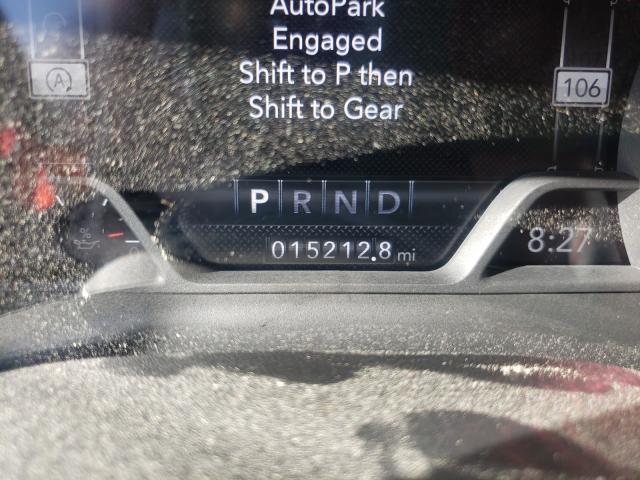 AutoPark
Engaged
Shift to P then
Shift to Gear
A
106
P R N D
015212.8 mi
8:27